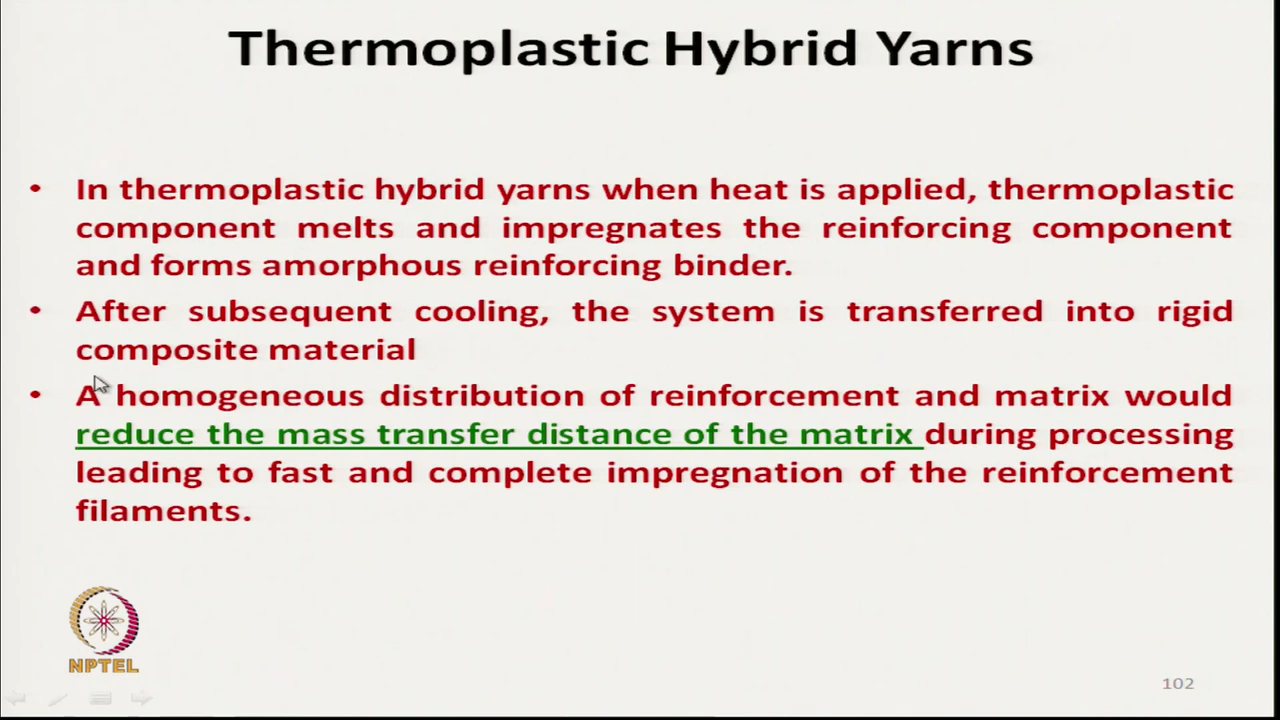 Thermoplastic Hybrid Yarns
• In thermoplastic hybrid yarns when heat is applied, thermoplastic
component melts and impregnates the reinforcing component
and forms amorphous reinforcing binder.
• After subsequent cooling, the system is transferred into rigid
composite material
• A homogeneous distribution of reinforcement and matrix would
reduce the mass transfer distance of the matrix during processing
leading to fast and complete impregnation of the reinforcement
filaments.
NPTEL
102